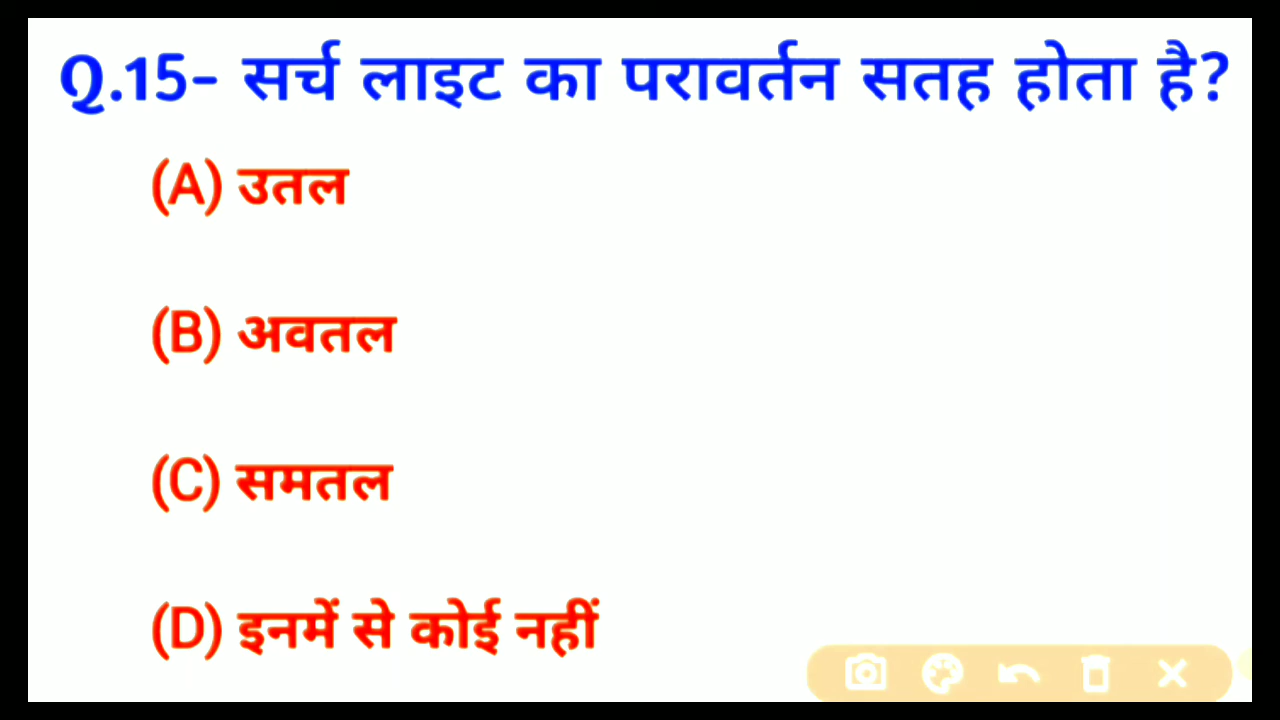 Q.15- सर्च लाइट का परावर्तन सतह होता है?
(A) उतल
(B) अवतल
(C) समतल
(D) इनमें से कोई नहीं